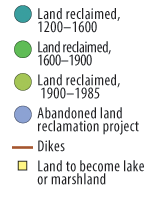 Land reclaimed,
1200–1600
Land reclaimed,
1600–1900
Land reclaimed,
1900–1985
Abandoned land
reclamation project
Dikes
Land to become lake
or marshland